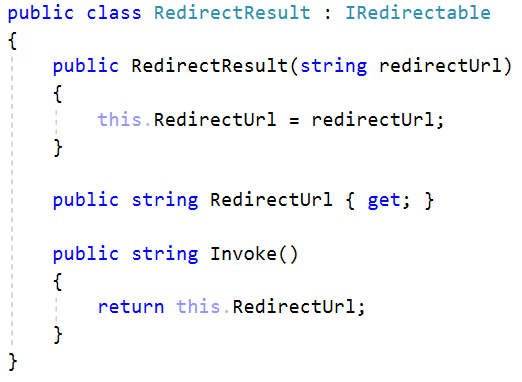 public class RedirectResult : IRedirectable
{
    public RedirectResult(string redirectUrl)
    {
        this.RedirectUrl = redirectUrl;
    }

    public string RedirectUrl { get; }

    public string Invoke()
    {
        return this.RedirectUrl;
    }
}